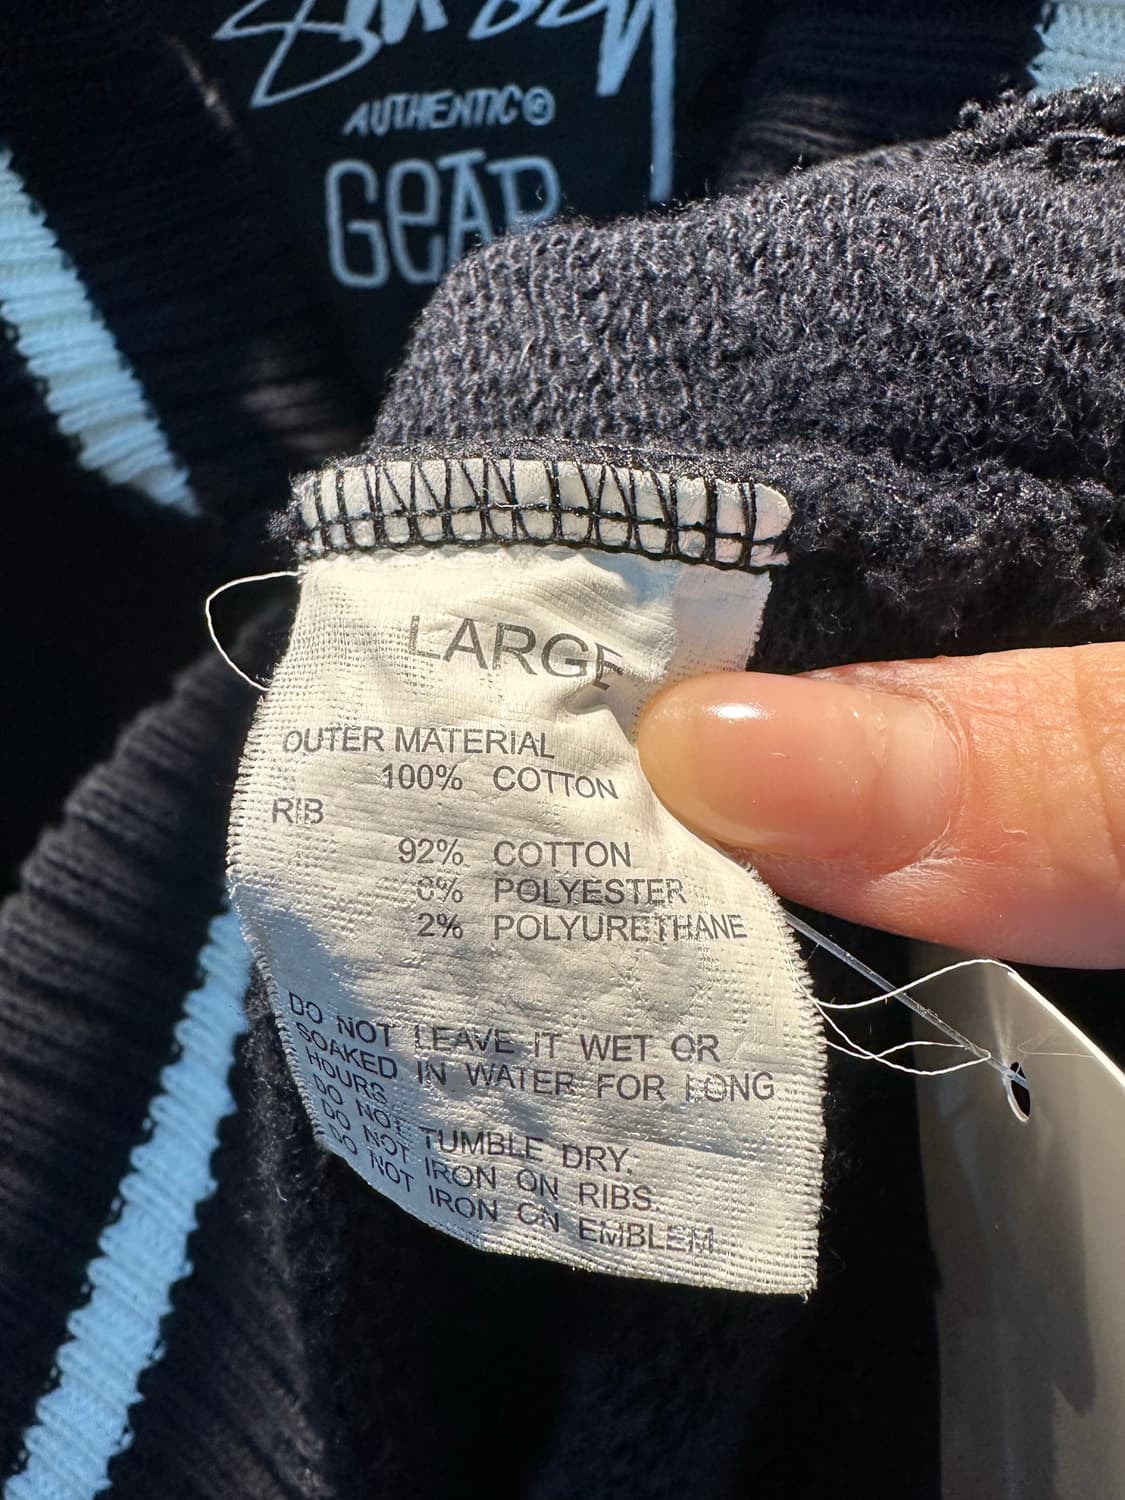 Stüssy
AUTHENTIC®
GEAR
LARGE
OUTER MATERIAL
100% COTTON
RIB
92% COTTON
6% POLYESTER
2% POLYURETHANE
DO NOT LEAVE IT WET OR
SOAKED IN WATER FOR LONG
HOURS
DO NOT TUMBLE DRY.
DO NOT IRON ON RIBS.
DO NOT IRON ON EMBLEM